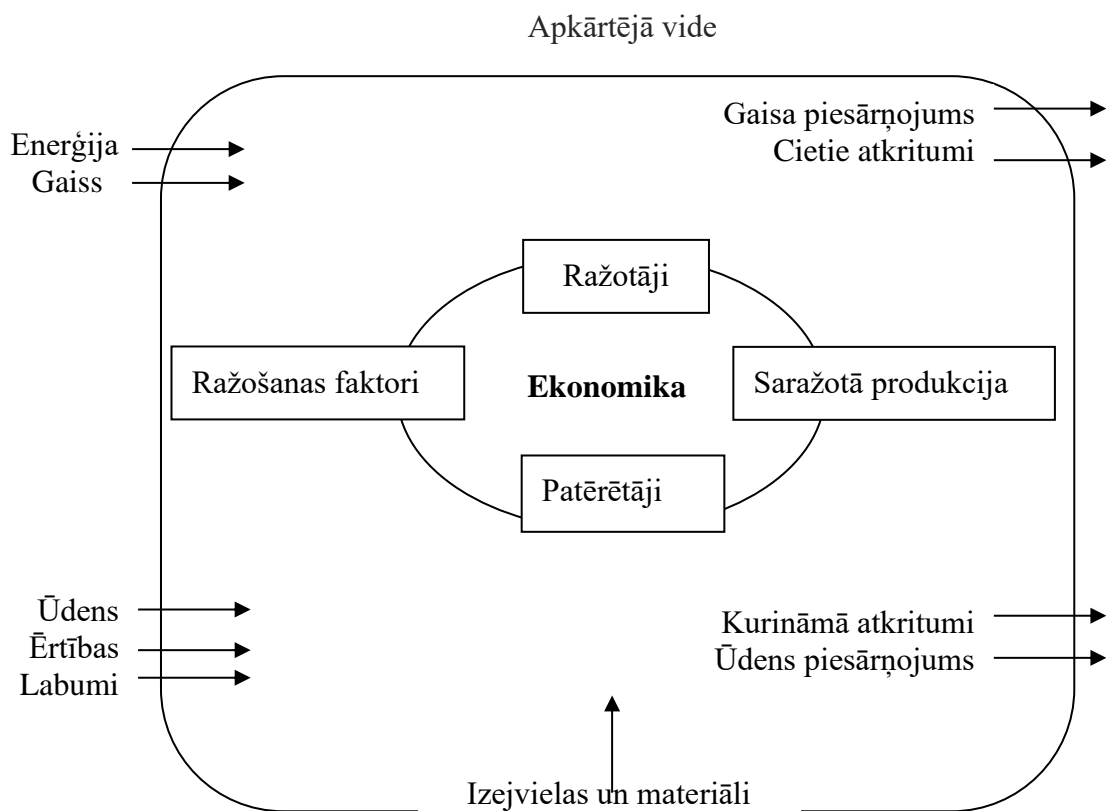 Apkārtējā vide
Gaisa piesārņojums
Enerģija
Cietie atkritumi
Gaiss
Ražotāji
Ražošanas faktori
Ekonomika
Saražotā produkcija
Patērētāji
Ūdens
Kurināmā atkritumi
Ērtības
Ūdens piesārņojums
Labumi
Izejvielas un materiāli